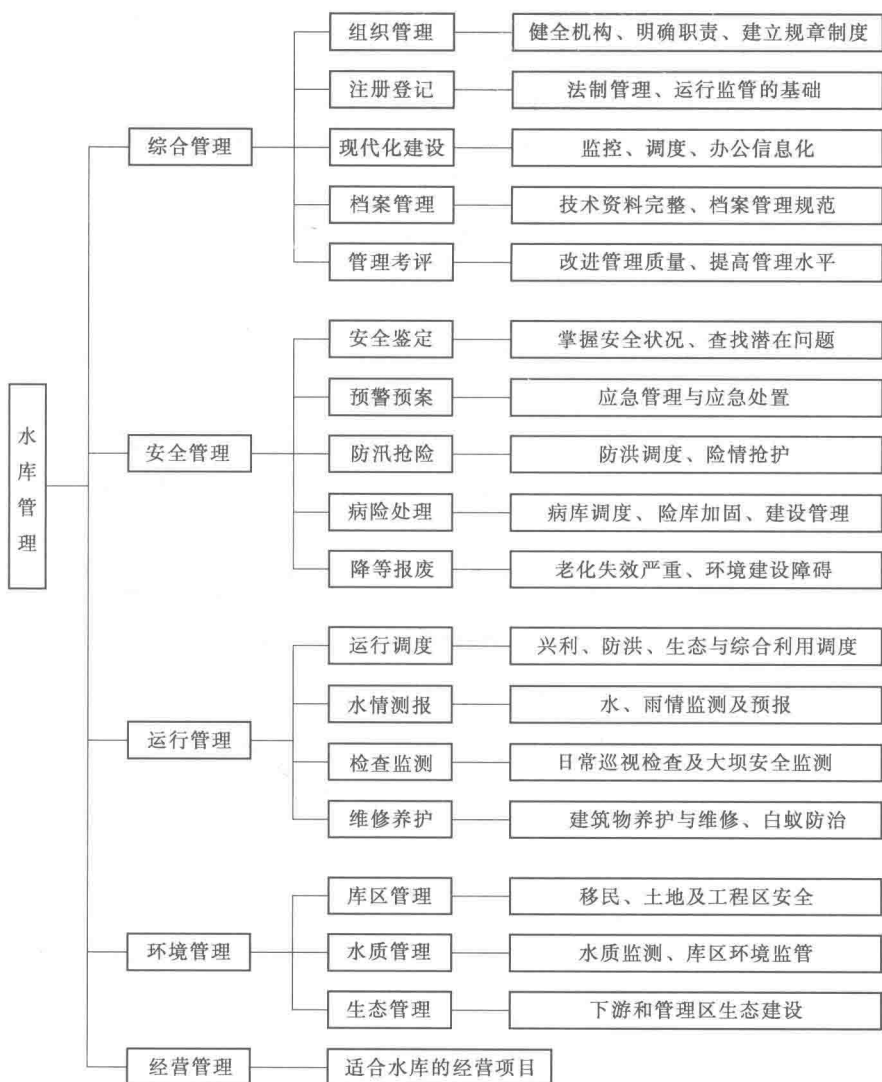 水库管理
综合管理
组织管理
健全机构、明确职责、建立规章制度
注册登记
法制管理、运行监管的基础
现代化建设
监控、调度、办公信息化
档案管理
技术资料完整、档案管理规范
管理考评
改进管理质量、提高管理水平
安全管理
安全鉴定
掌握安全状况、查找潜在问题
预警预案
应急管理与应急处置
防汛抢险
防洪调度、险情抢护
病险处理
病库调度、险库加固、建设管理
降等报废
老化失效严重、环境建设障碍
运行管理
运行调度
兴利、防洪、生态与综合利用调度
水情测报
水、雨情监测及预报
检查监测
日常巡视检查及大坝安全监测
维修养护
建筑物养护与维修、白蚁防治
环境管理
库区管理
移民、土地及工程区安全
水质管理
水质监测、库区环境监管
生态管理
下游和管理区生态建设
经营管理
适合水库的经营项目